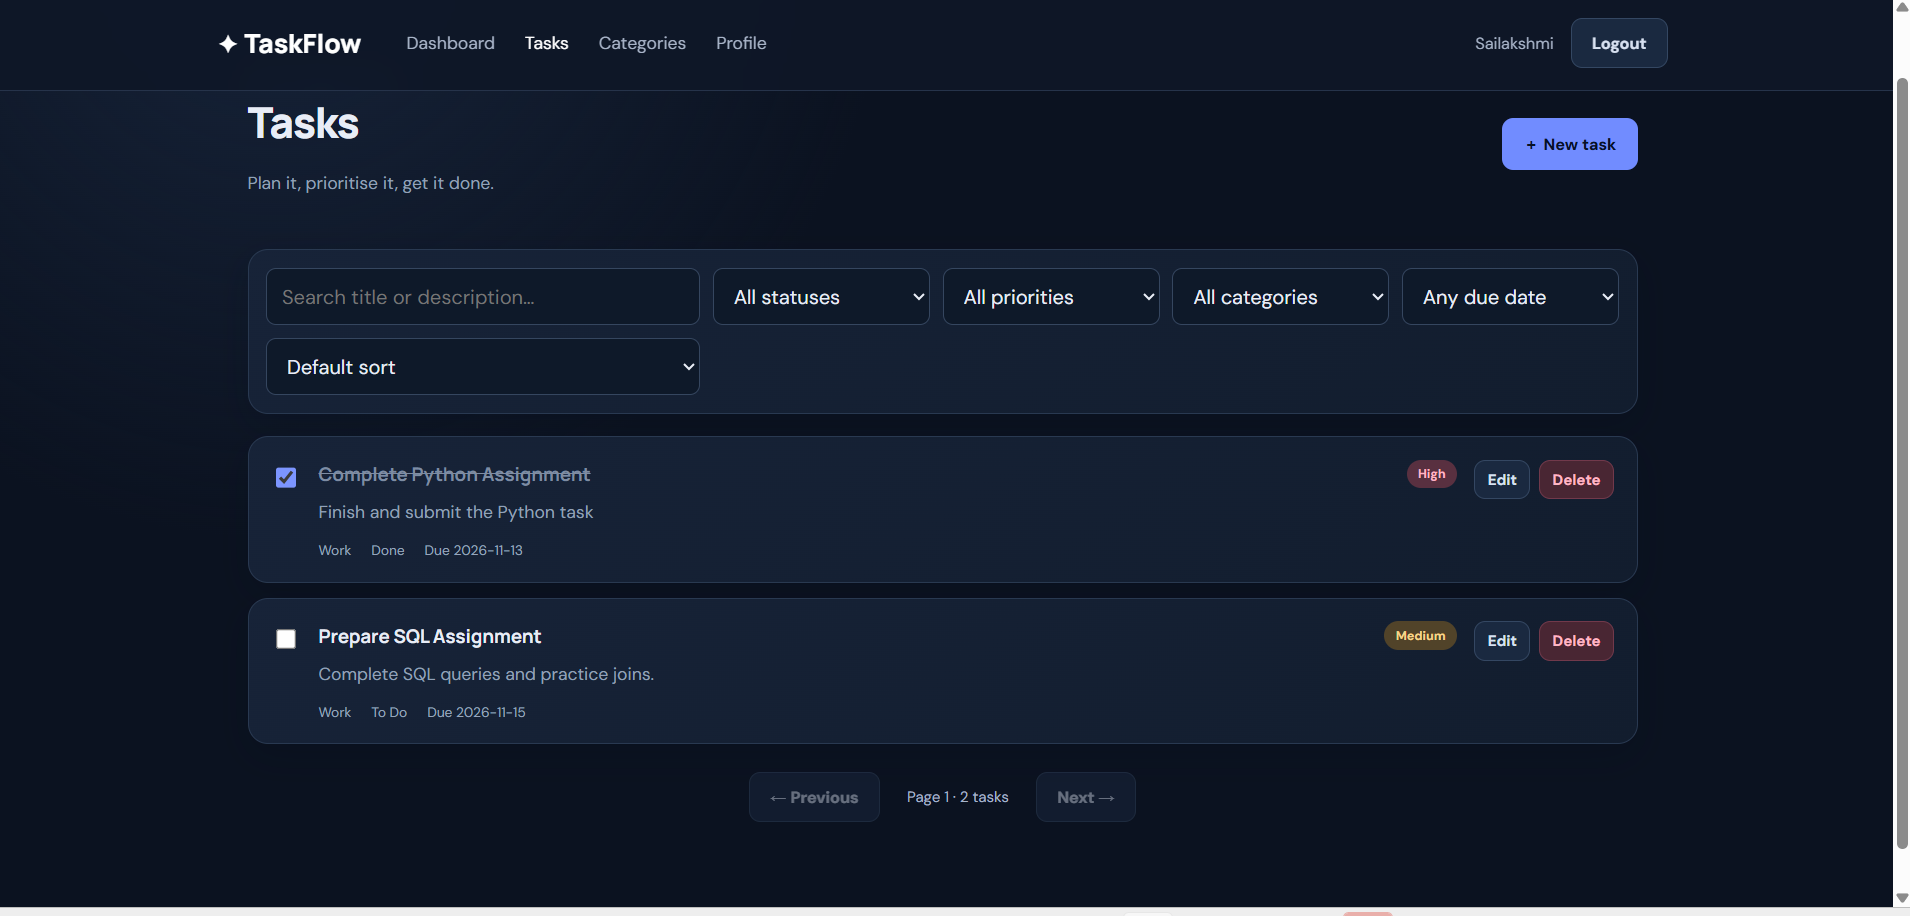 ✦ TaskFlow Dashboard Tasks Categories Profile Sailakshmi Logout
Tasks
+ New task
Plan it, prioritise it, get it done.
Search title or description... All statuses All priorities All categories Any due date
Default sort
Complete Python Assignment High Edit Delete
Finish and submit the Python task
Work Done Due 2026-11-13
Prepare SQL Assignment Medium Edit Delete
Complete SQL queries and practice joins.
Work To Do Due 2026-11-15
← Previous Page 1 · 2 tasks Next →